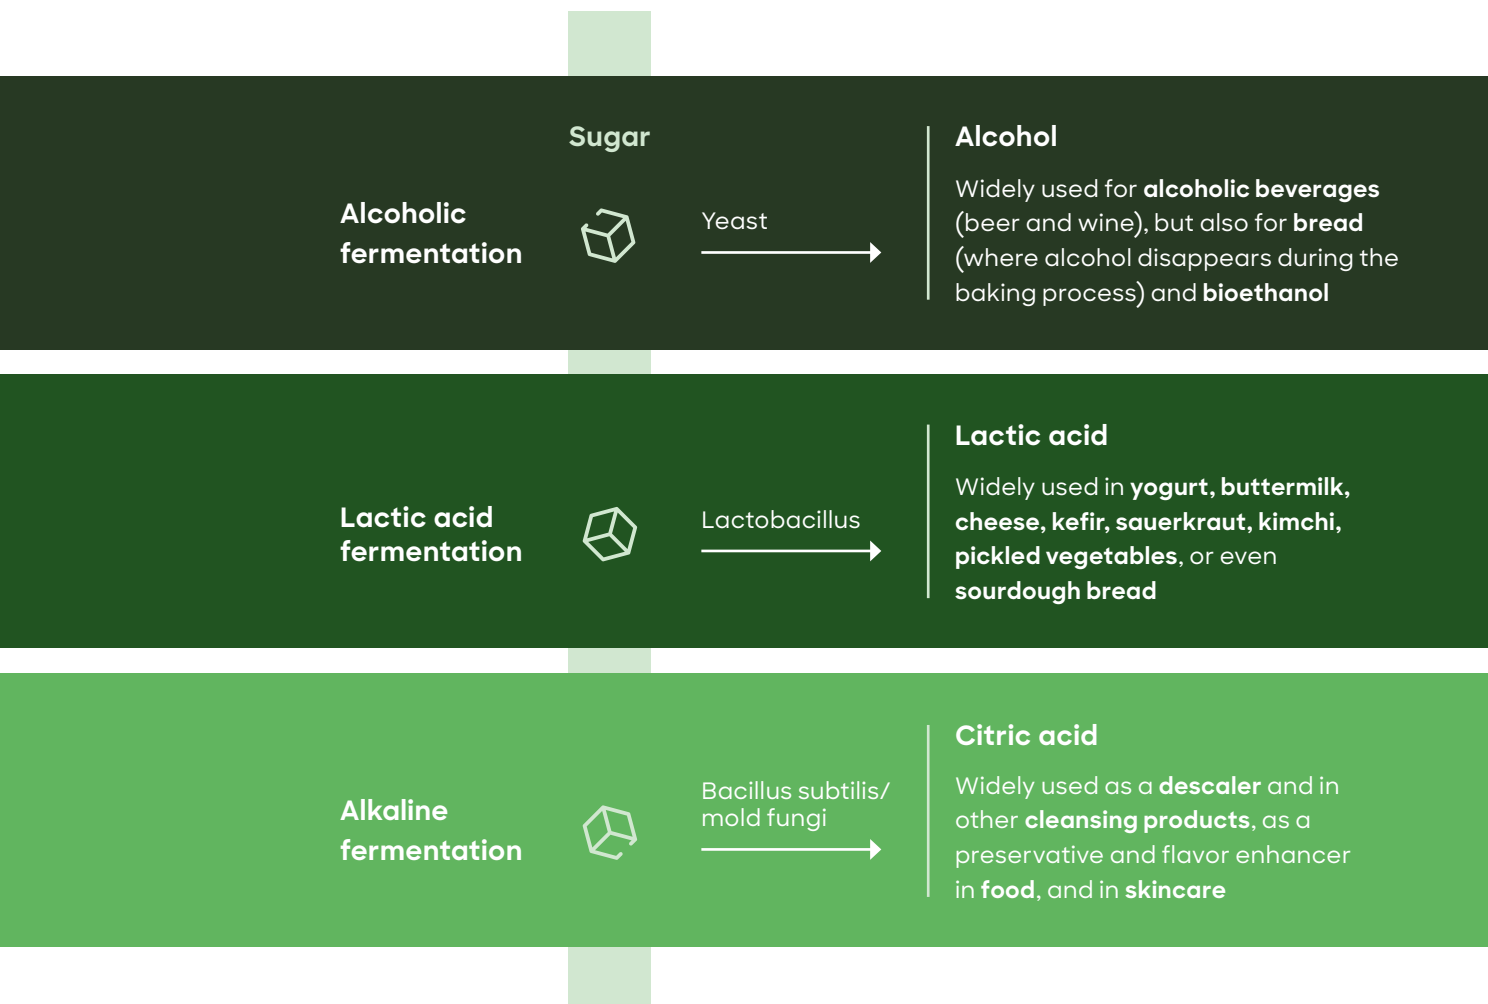 Sugar
Alcoholic
fermentation
Yeast
Alcohol
Widely used for alcoholic beverages
(beer and wine), but also for bread
(where alcohol disappears during the
baking process) and bioethanol
Lactic acid
fermentation
Lactobacillus
Lactic acid
Widely used in yogurt, buttermilk,
cheese, kefir, sauerkraut, kimchi,
pickled vegetables, or even
sourdough bread
Alkaline
fermentation
Bacillus subtilis/
mold fungi
Citric acid
Widely used as a descaler and in
other cleansing products, as a
preservative and flavor enhancer
in food, and in skincare